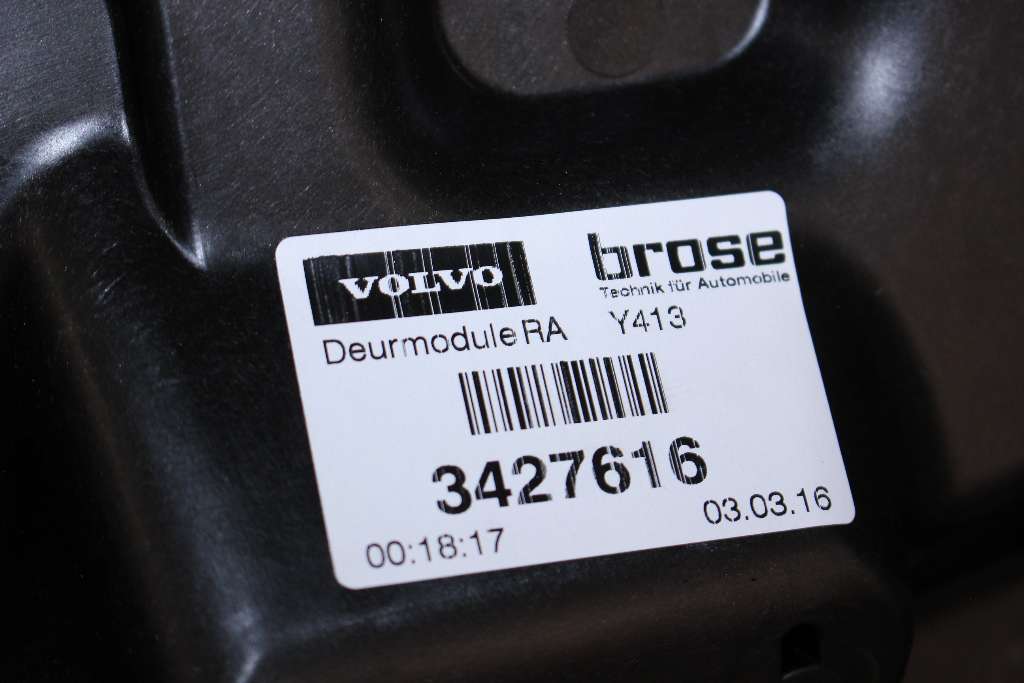 VOLVO
brose
Technik für Automobile
Deurmodule RA Y413
3427616
00:18:17
03.03.16